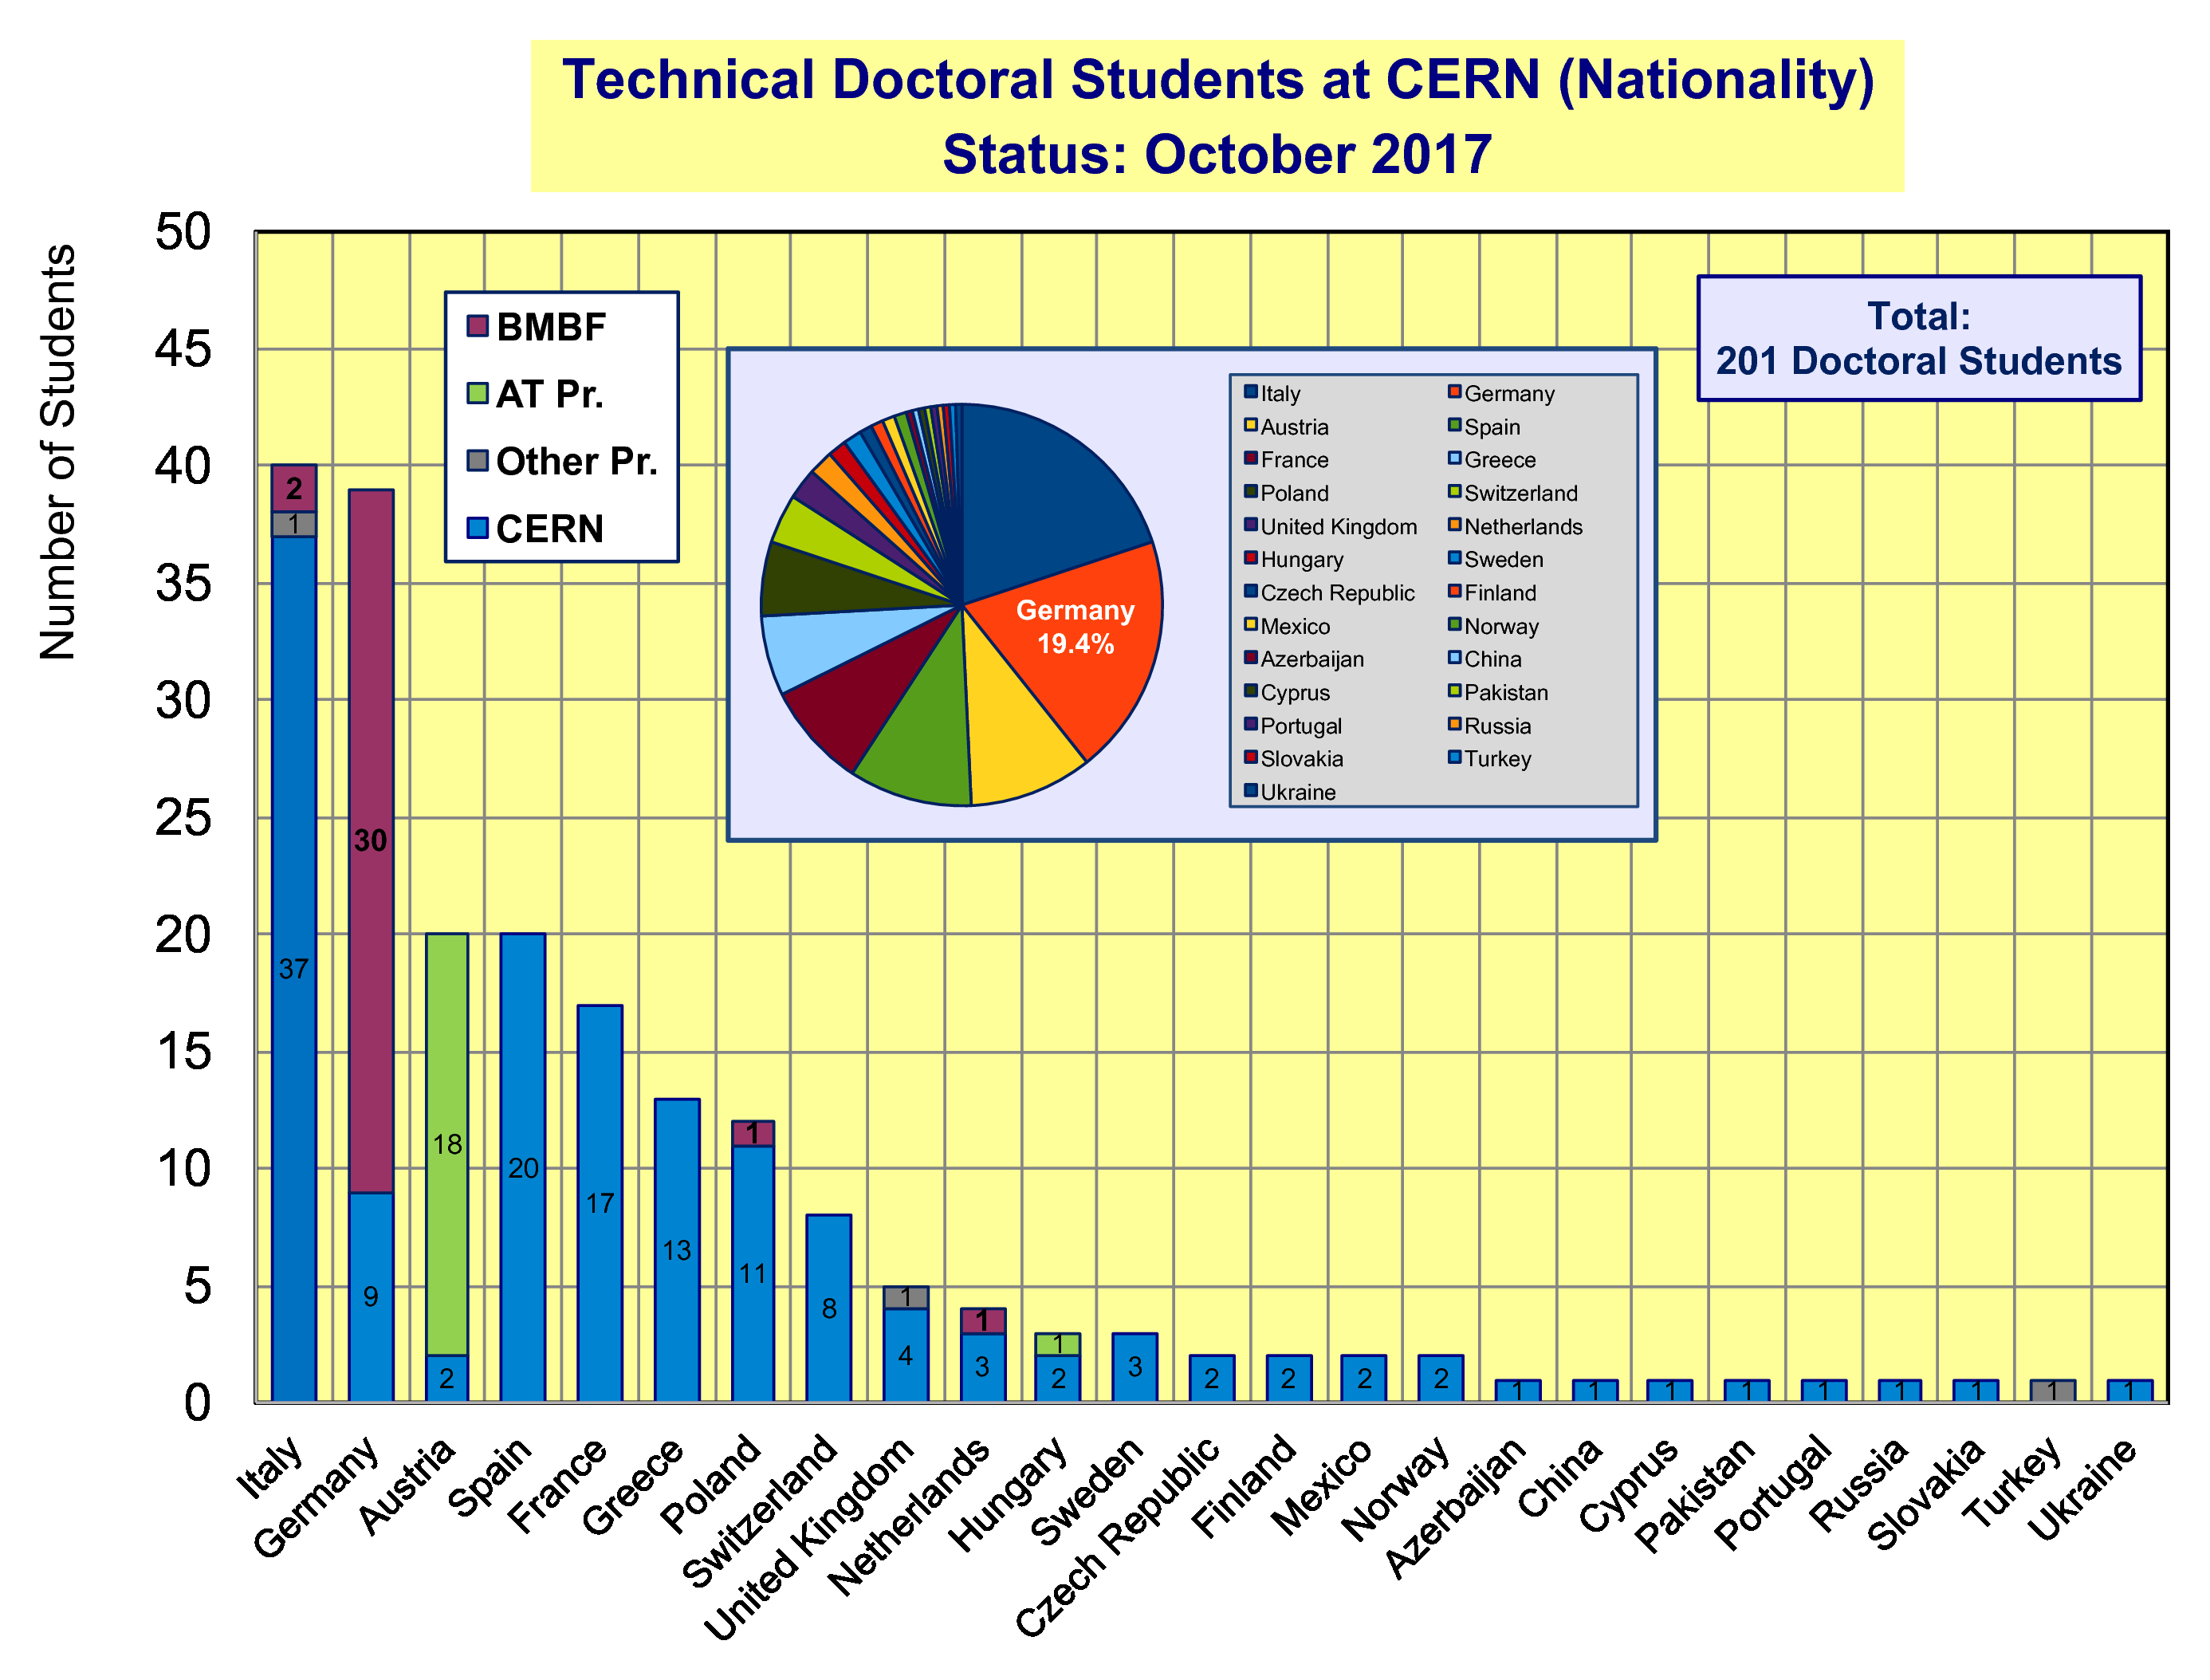 Technical Doctoral Students at CERN (Nationality)
Status: October 2017
Number of Students
50
45
40
35
30
25
20
15
10
5
0
BMBF
AT Pr.
Other Pr.
CERN
Total:
201 Doctoral Students
Germany
19.4%
Italy Germany
Austria Spain
France Greece
Poland Switzerland
United Kingdom Netherlands
Hungary Sweden
Czech Republic Finland
Mexico Norway
Azerbaijan China
Cyprus Pakistan
Portugal Russia
Slovakia Turkey
Ukraine
2
1
37
30
9
18
2
20
17
13
1
11
8
1
4
1
3
1
2
3
2
2
2
2
1
1
1
1
1
1
1
1
1
Italy
Germany
Austria
Spain
France
Greece
Poland
Switzerland
United Kingdom
Netherlands
Hungary
Sweden
Czech Republic
Finland
Mexico
Norway
Azerbaijan
China
Cyprus
Pakistan
Portugal
Russia
Slovakia
Turkey
Ukraine